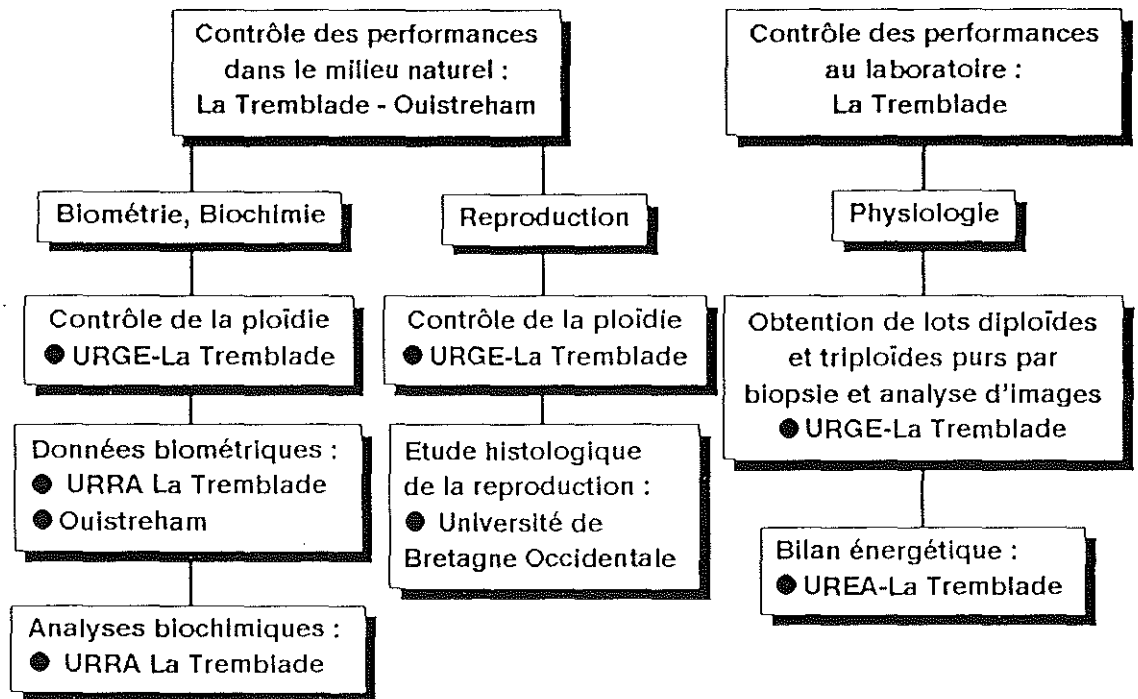 Contrôle des performances
dans le milieu naturel :
La Tremblade - Ouistreham
Contrôle des performances
au laboratoire :
La Tremblade
Biométrie, Biochimie
Reproduction
Physiologie
Contrôle de la ploïdie
● URGE-La Tremblade
Contrôle de la ploïdie
● URGE-La Tremblade
Obtention de lots diploïdes
et triploïdes purs par
biopsie et analyse d'images
● URGE-La Tremblade
Données biométriques :
● URRA La Tremblade
● Ouistreham
Etude histologique
de la reproduction :
● Université de
Bretagne Occidentale
Bilan énergétique :
● UREA-La Tremblade
Analyses biochimiques :
● URRA La Tremblade